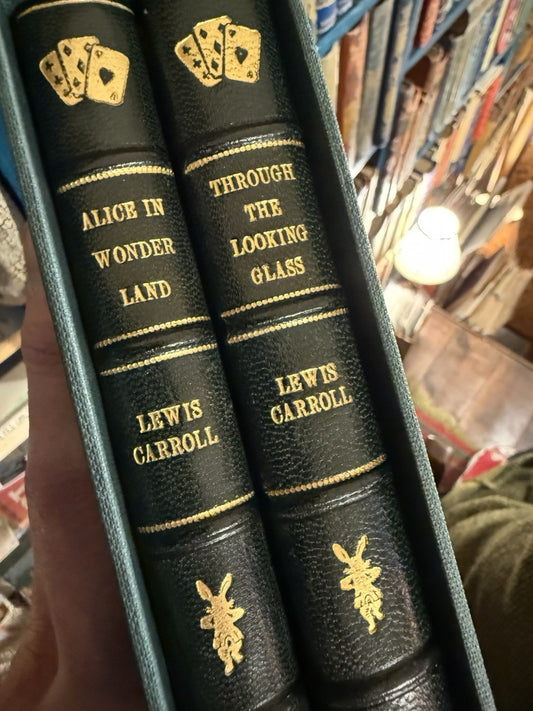 ALICE IN
WONDER
LAND
LEWIS
CARROLL
THROUGH
THE
LOOKING
GLASS
LEWIS
CARROLL